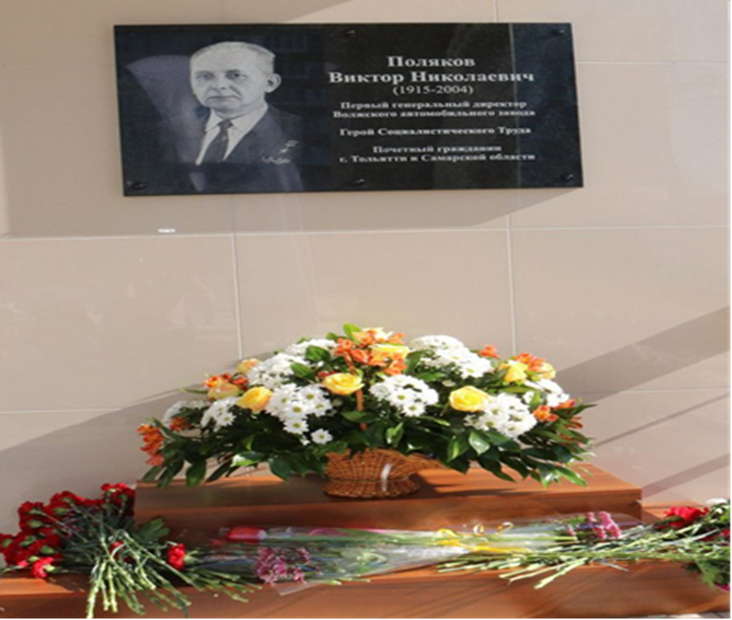 Поляков
Виктор Николаевич
(1915-2004)
Первый генеральный директор
Волжского автомобильного завода
Герой Социалистического Труда
Почетный гражданин
г. Тольятти и Самарской области